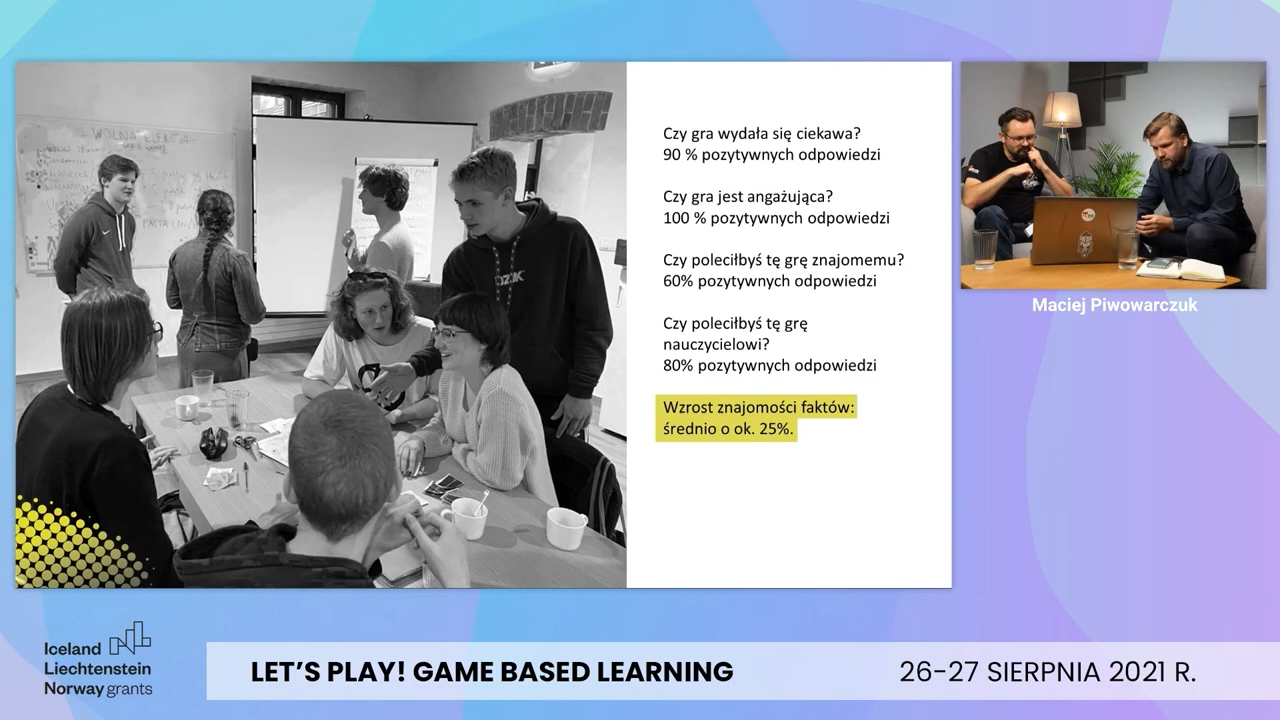 WOLNA ELEKCJA
Czy gra wydała się ciekawa?
90 % pozytywnych odpowiedzi
Czy gra jest angażująca?
100 % pozytywnych odpowiedzi
Czy poleciłbyś tę grę znajomemu?
60% pozytywnych odpowiedzi
Czy poleciłbyś tę grę
nauczycielowi?
80% pozytywnych odpowiedzi
Wzrost znajomości faktów:
średnio o ok. 25%.
Maciej Piwowarczuk
Iceland
Liechtenstein
Norway grants
LET’S PLAY! GAME BASED LEARNING
26-27 SIERPNIA 2021 R.